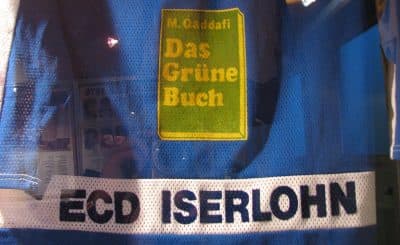 M. Gaddafi
Das
Grüne
Buch
ECD ISERLOHN